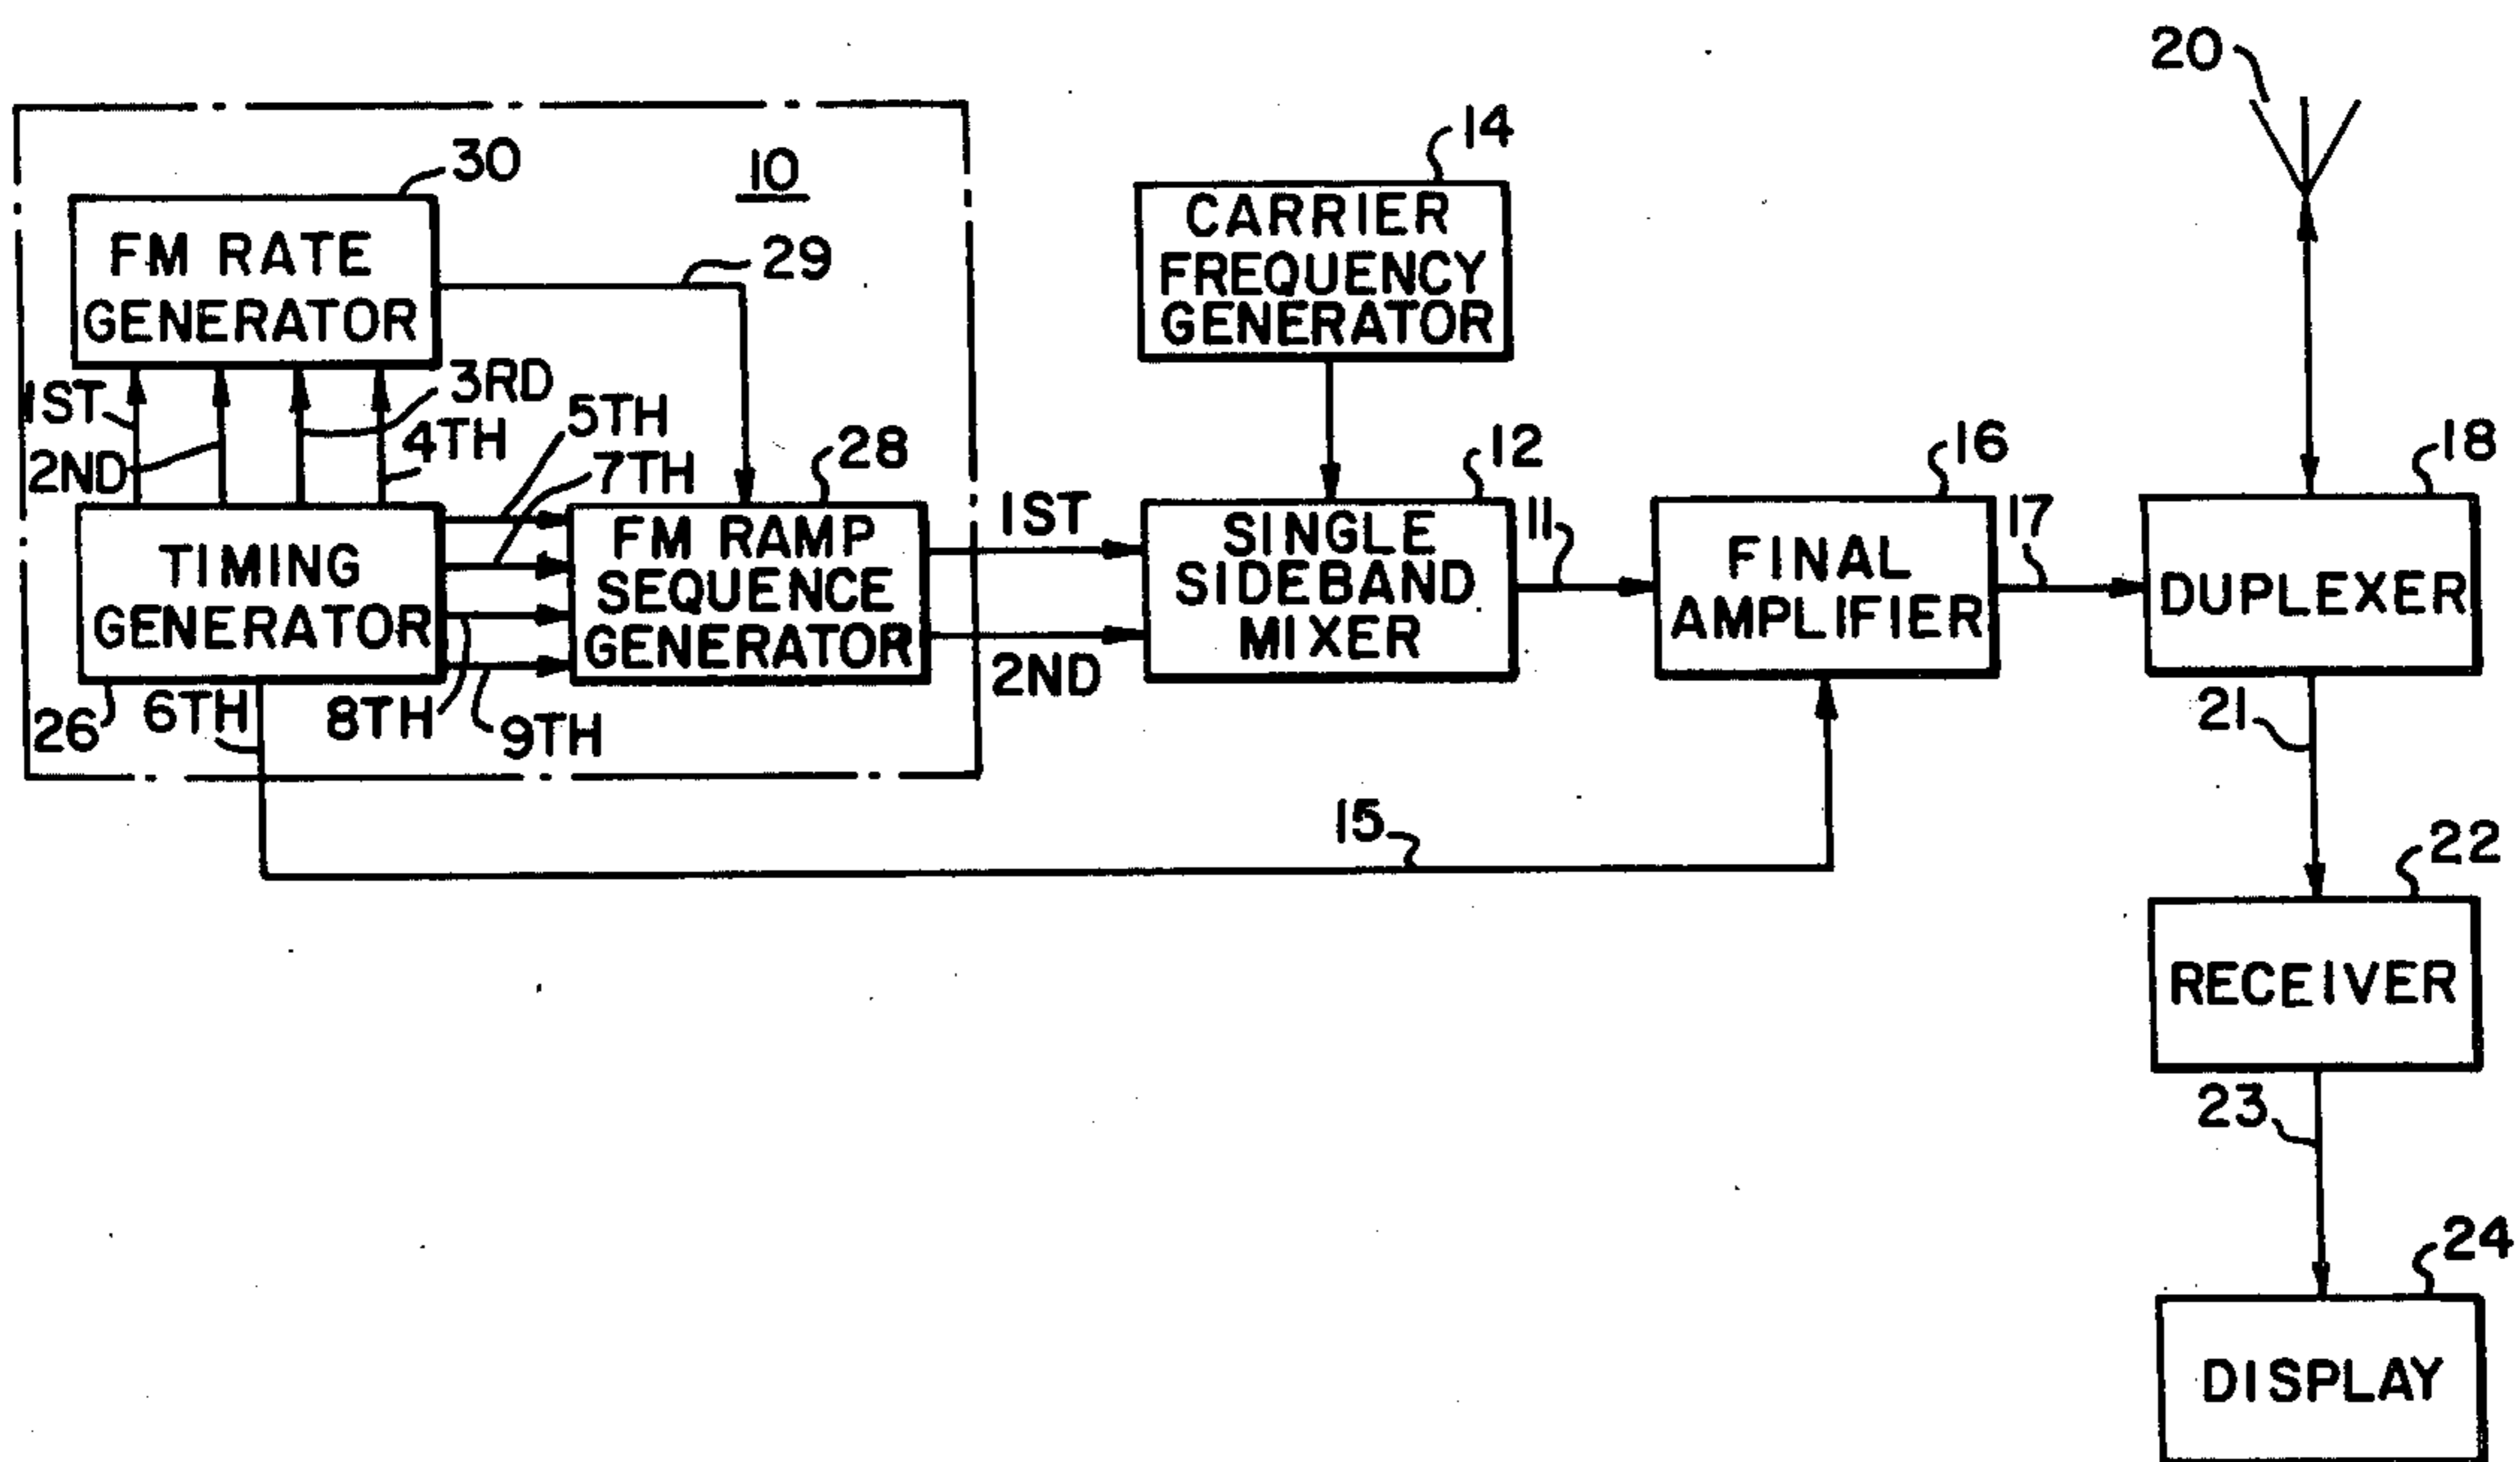 20
14
30
10
CARRIER
FREQUENCY
GENERATOR
FM RATE
GENERATOR
29
1ST
3RD
2ND
4TH
5TH
7TH
28
12
16
18
TIMING
GENERATOR
FM RAMP
SEQUENCE
GENERATOR
1ST
2ND
SINGLE
SIDEBAND
MIXER
11
FINAL
AMPLIFIER
17
DUPLEXER
26
6TH
8TH
9TH
21
15
22
RECEIVER
23
24
DISPLAY